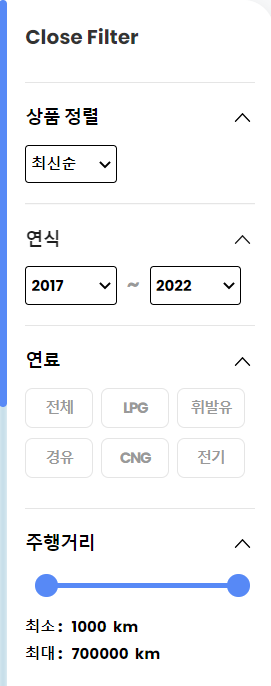 Close Filter
상품 정렬
최신순
연식
2017 ~ 2022
연료
전체 LPG 휘발유
경유 CNG 전기
주행거리
최소 : 1000 km
최대 : 700000 km